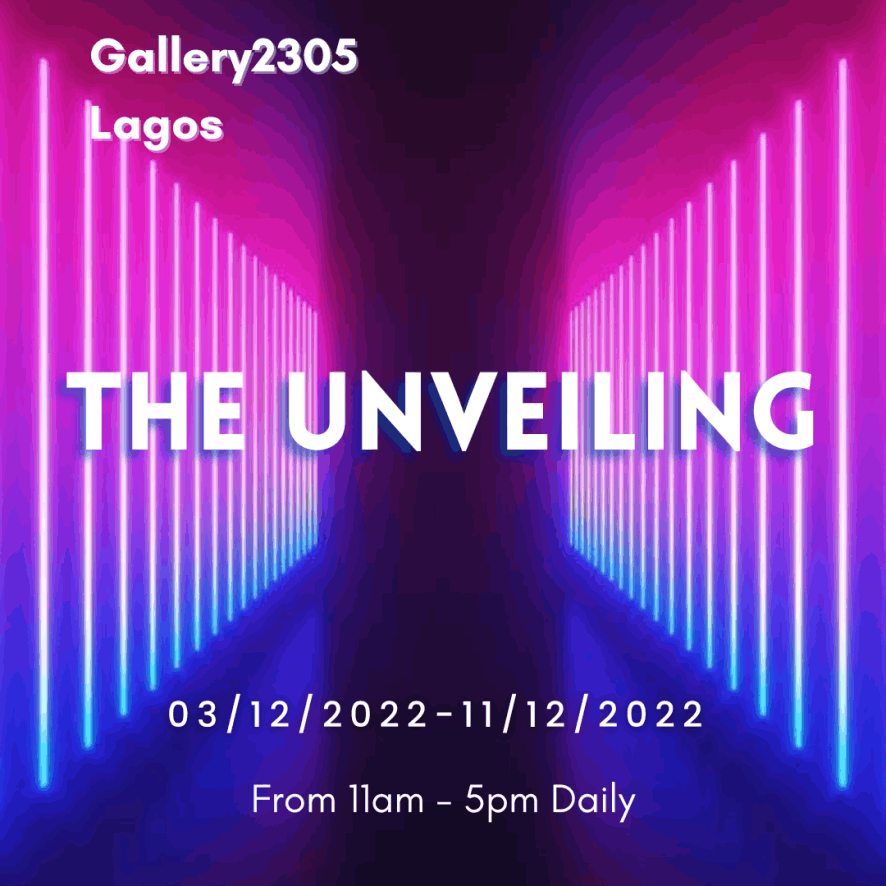 Gallery2305
Lagos
THE UNVEILING
03/12/2022-11/12/2022
From 11am - 5pm Daily